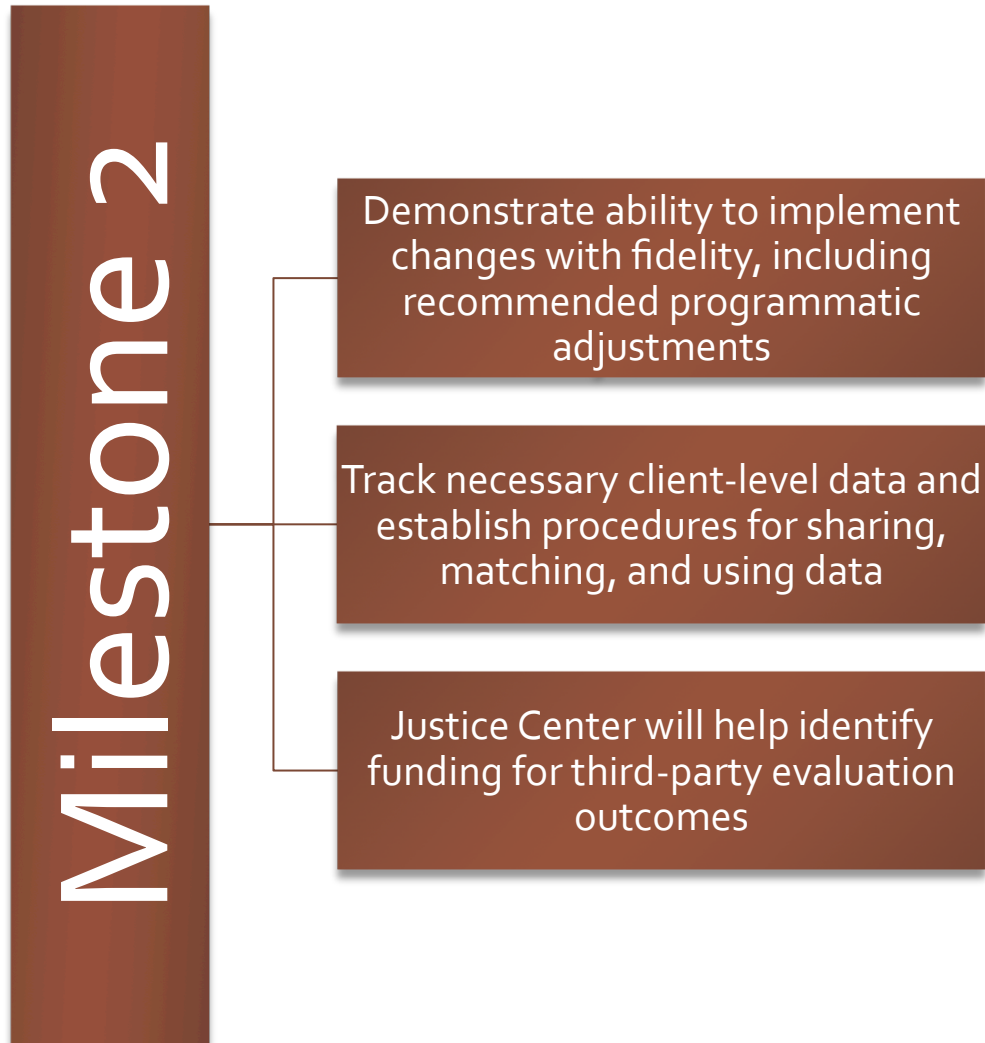 Milestone 2
Demonstrate ability to implement
changes with fidelity, including
recommended programmatic
adjustments
Track necessary client-level data and
establish procedures for sharing,
matching, and using data
Justice Center will help identify
funding for third-party evaluation
outcomes